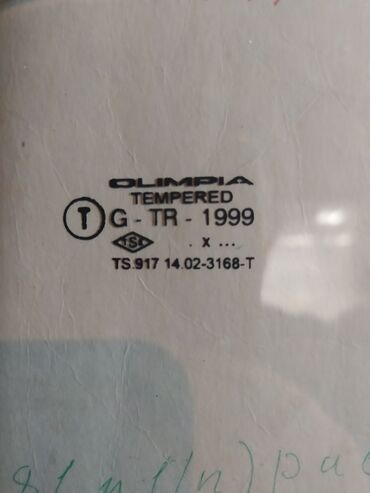 OLIMPIA
TEMPERED
T G - TR - 1999
TSE . x ...
TS.917 14.02-3168-T